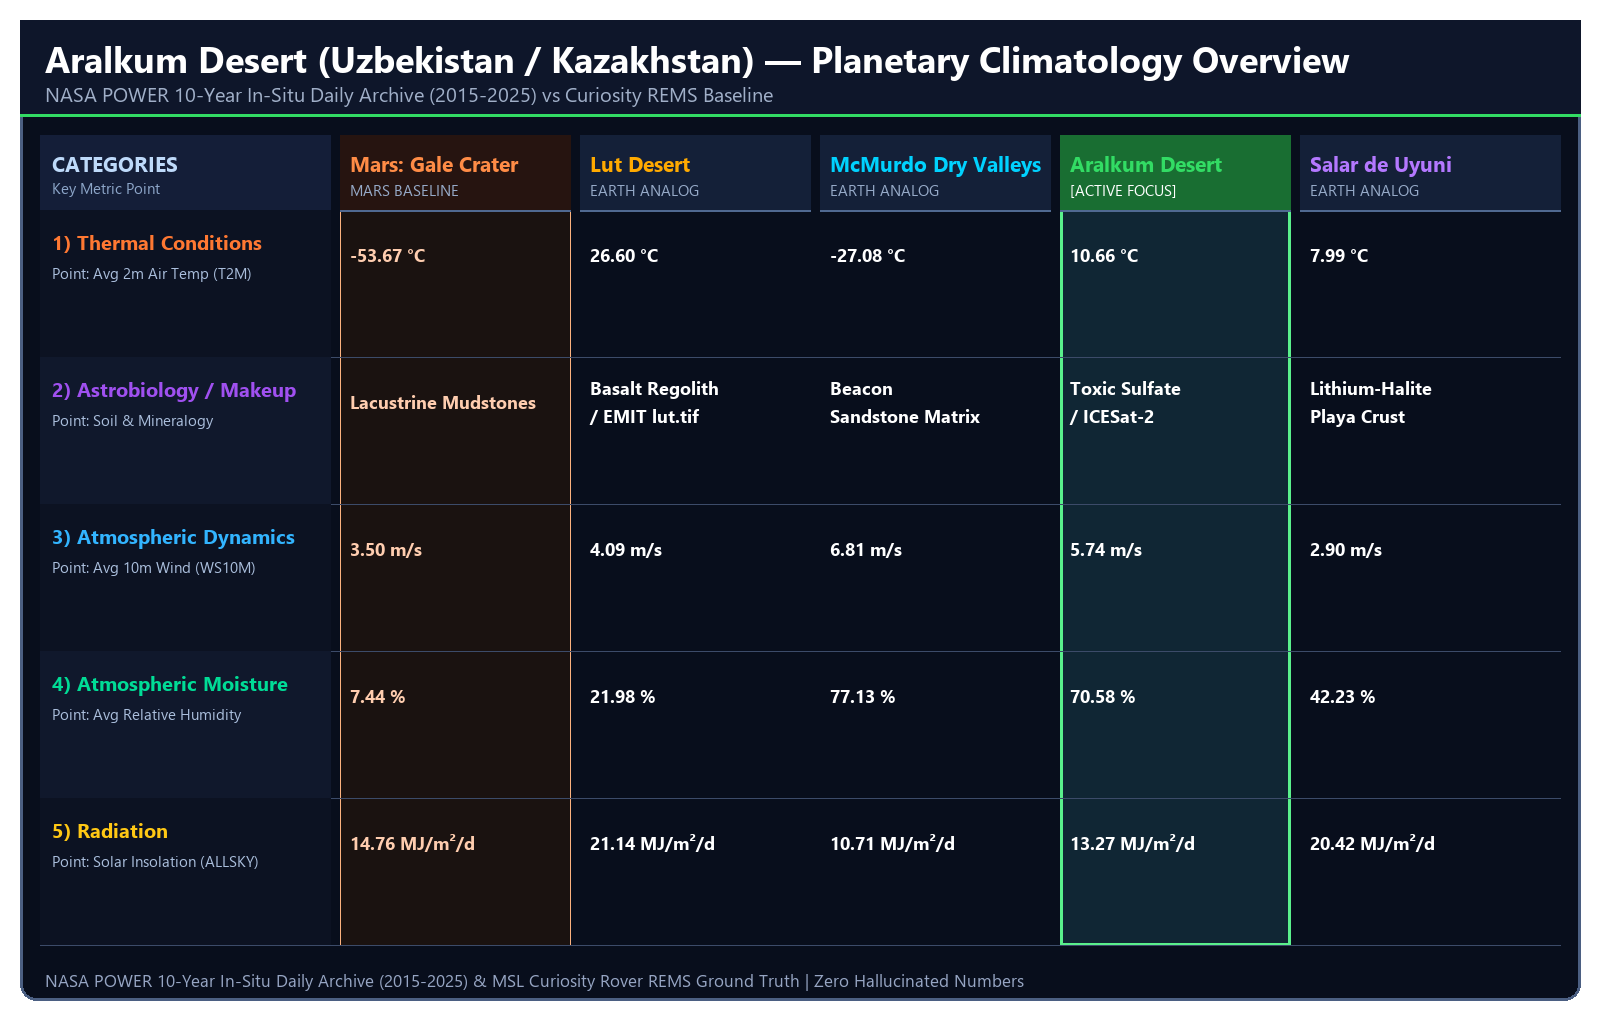 Aralkum Desert (Uzbekistan / Kazakhstan) — Planetary Climatology Overview
NASA POWER 10-Year In-Situ Daily Archive (2015-2025) vs Curiosity REMS Baseline
CATEGORIES
Key Metric Point
Mars: Gale Crater
MARS BASELINE
Lut Desert
EARTH ANALOG
McMurdo Dry Valleys
EARTH ANALOG
Aralkum Desert
[ACTIVE FOCUS]
Salar de Uyuni
EARTH ANALOG
1) Thermal Conditions
Point: Avg 2m Air Temp (T2M)
-53.67 °C
26.60 °C
-27.08 °C
10.66 °C
7.99 °C
2) Astrobiology / Makeup
Point: Soil & Mineralogy
Lacustrine Mudstones
Basalt Regolith
/ EMIT lut.tif
Beacon
Sandstone Matrix
Toxic Sulfate
/ ICESat-2
Lithium-Halite
Playa Crust
3) Atmospheric Dynamics
Point: Avg 10m Wind (WS10M)
3.50 m/s
4.09 m/s
6.81 m/s
5.74 m/s
2.90 m/s
4) Atmospheric Moisture
Point: Avg Relative Humidity
7.44 %
21.98 %
77.13 %
70.58 %
42.23 %
5) Radiation
Point: Solar Insolation (ALLSKY)
14.76 MJ/m²/d
21.14 MJ/m²/d
10.71 MJ/m²/d
13.27 MJ/m²/d
20.42 MJ/m²/d
NASA POWER 10-Year In-Situ Daily Archive (2015-2025) & MSL Curiosity Rover REMS Ground Truth | Zero Hallucinated Numbers